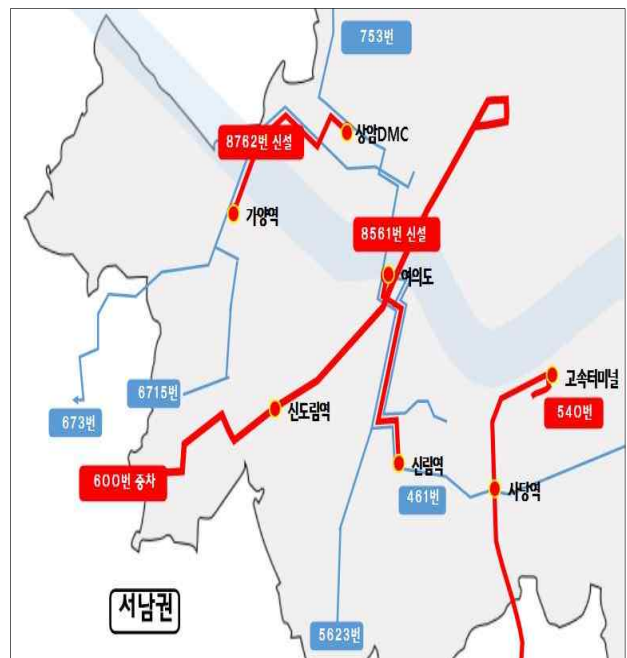 753번
상암DMC
8762번 신설
가양역
8561번 신설
여의도
고속터미널
6715번
신도림역
540번
673번
신림역
600번 증차
461번
사당역
서남권
5623번